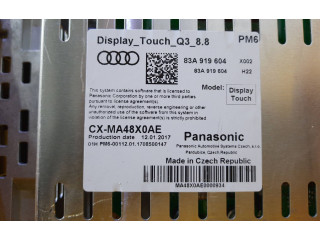 Display_Touch_Q3_8.8 PM6
83A 919 604 X002
83A 919 604 H22
This system contains software that is licensed to
Panasonic Corporation by one or more third parties
pursuant to license agreement(s).
Any removal, reproduction, reverse engineering or other
unauthorized use of the software from this system in
violation of the license agreement(s) is strictly prohibited
Model: Display
Touch
CX-MA48X0AE
Production date 12.01.2017
Panasonic
Panasonic Automotive Systems Czech, s.r.o.
Pardubice, Czech Republic
Made in Czech Republic
MA48X0AE0000934